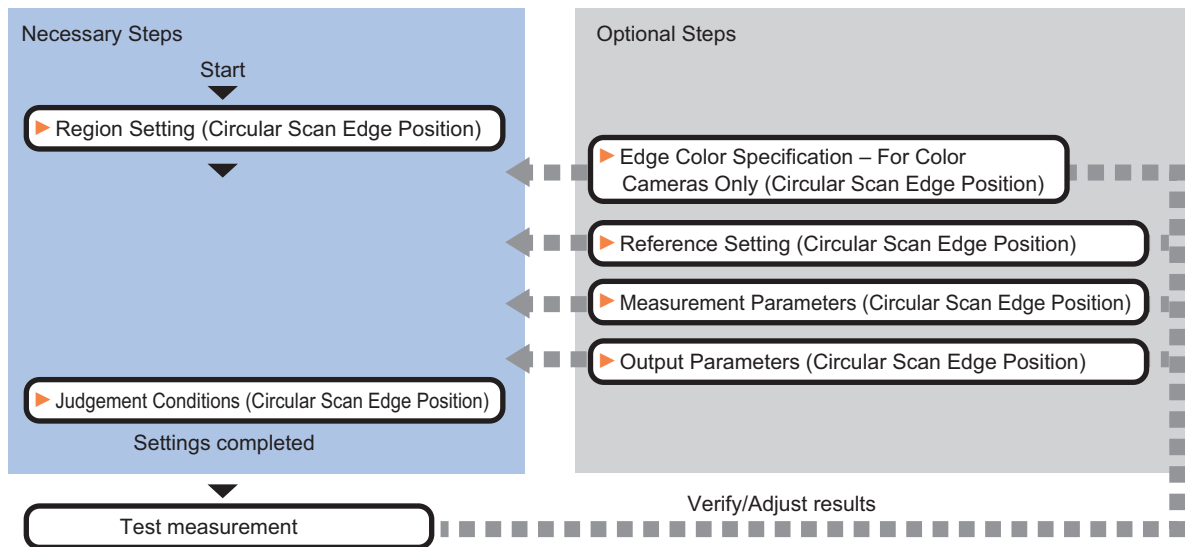 Necessary Steps
Start
Region Setting (Circular Scan Edge Position)
Judgement Conditions (Circular Scan Edge Position)
Settings completed
Test measurement
Optional Steps
Edge Color Specification – For Color
Cameras Only (Circular Scan Edge Position)
Reference Setting (Circular Scan Edge Position)
Measurement Parameters (Circular Scan Edge Position)
Output Parameters (Circular Scan Edge Position)
Verify/Adjust results